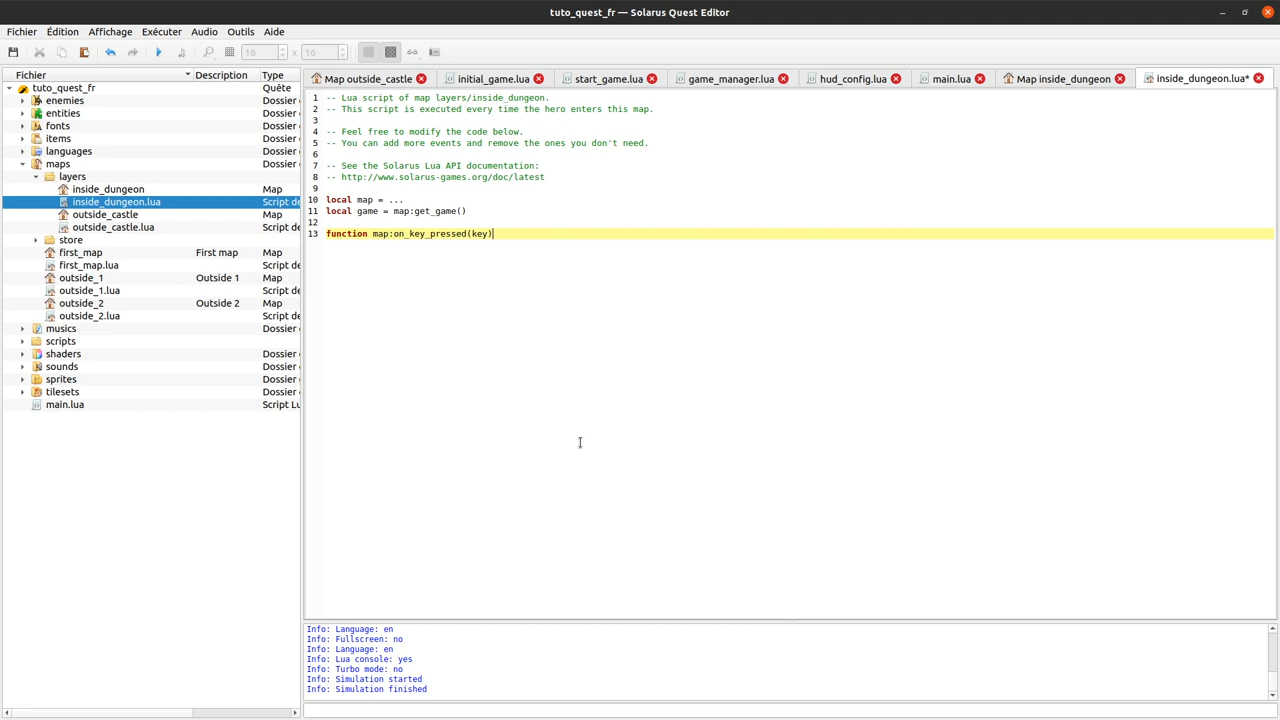 tuto_quest_fr — Solarus Quest Editor
Fichier Édition Affichage Exécuter Audio Outils Aide
16 x 16
Fichier Description Type
tuto_quest_fr Quête
enemies Dossier
entities Dossier
fonts Dossier
items Dossier
languages Dossier
maps Dossier
layers Dossier
inside_dungeon Map
inside_dungeon.lua Script de
outside_castle Map
outside_castle.lua Script de
store Dossier
first_map First map Map
first_map.lua Script de
outside_1 Outside 1 Map
outside_1.lua Script de
outside_2 Outside 2 Map
outside_2.lua Script de
musics Dossier
scripts
shaders Dossier
sounds Dossier
sprites Dossier
tilesets Dossier
main.lua Script Lu
Map outside_castle initial_game.lua start_game.lua game_manager.lua hud_config.lua main.lua Map inside_dungeon inside_dungeon.lua*
1 -- Lua script of map layers/inside_dungeon.
2 -- This script is executed every time the hero enters this map.
3
4 -- Feel free to modify the code below.
5 -- You can add more events and remove the ones you don't need.
6
7 -- See the Solarus Lua API documentation:
8 -- http://www.solarus-games.org/doc/latest
9
10 local map = ...
11 local game = map:get_game()
12
13 function map:on_key_pressed(key)
Info: Language: en
Info: Fullscreen: no
Info: Language: en
Info: Lua console: yes
Info: Turbo mode: no
Info: Simulation started
Info: Simulation finished